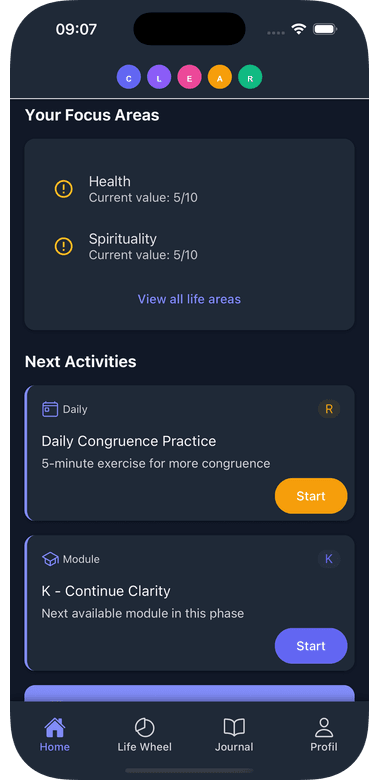 09:07
C L E A R
Your Focus Areas
Health
Current value: 5/10
Spirituality
Current value: 5/10
View all life areas
Next Activities
Daily R
Daily Congruence Practice
5-minute exercise for more congruence
Start
Module K
K - Continue Clarity
Next available module in this phase
Start
Home Life Wheel Journal Profil